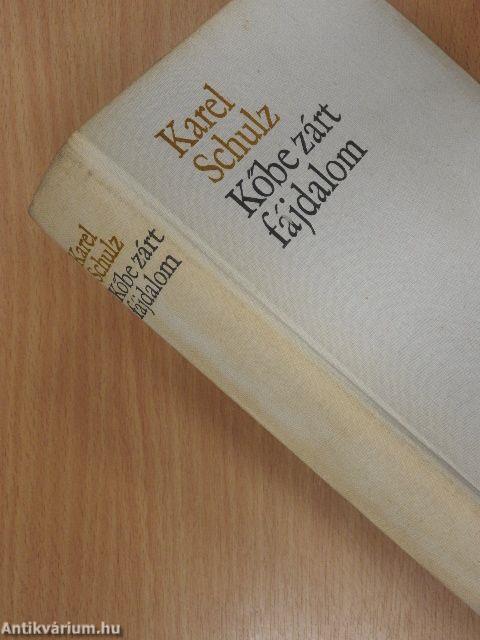 Karel
Schulz
Kőbe zárt
fájdalom
Karel
Schulz
Kőbe zárt
fájdalom
Antikvárium.hu